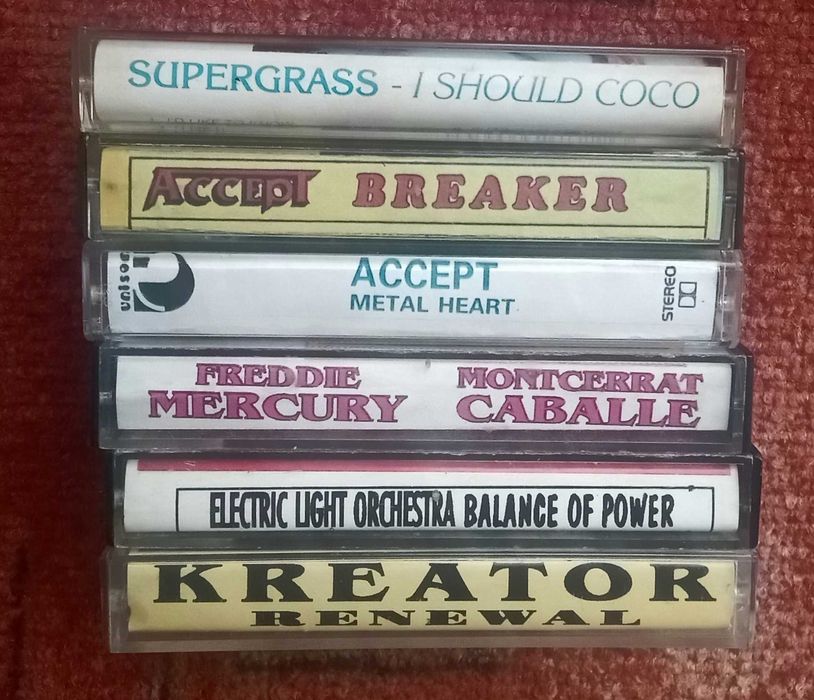 SUPERGRASS - I SHOULD COCO
ACCEPT BREAKER
unison
ACCEPT
METAL HEART
STEREO
FREDDIE MONTCERRAT
MERCURY CABALLE
ELECTRIC LIGHT ORCHESTRA BALANCE OF POWER
KREATOR
RENEWAL